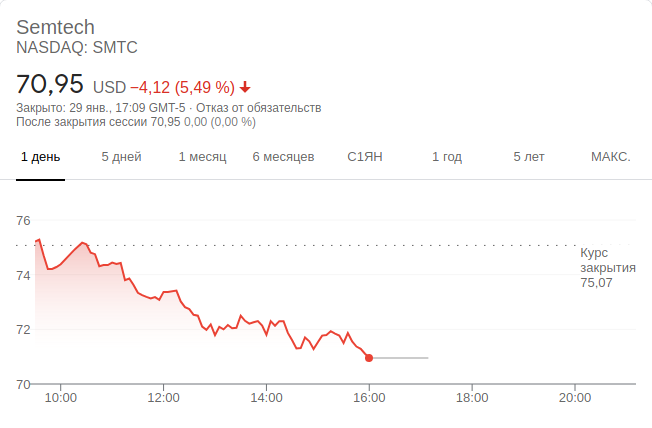 Semtech
NASDAQ: SMTC
70,95 USD −4,12 (5,49 %)
Закрыто: 29 янв., 17:09 GMT-5 · Отказ от обязательств
После закрытия сессии 70,95 0,00 (0,00 %)
1 день 5 дней 1 месяц 6 месяцев С1ЯН 1 год 5 лет МАКС.
76
Курс
закрытия
75,07
74
72
70
10:00 12:00 14:00 16:00 18:00 20:00